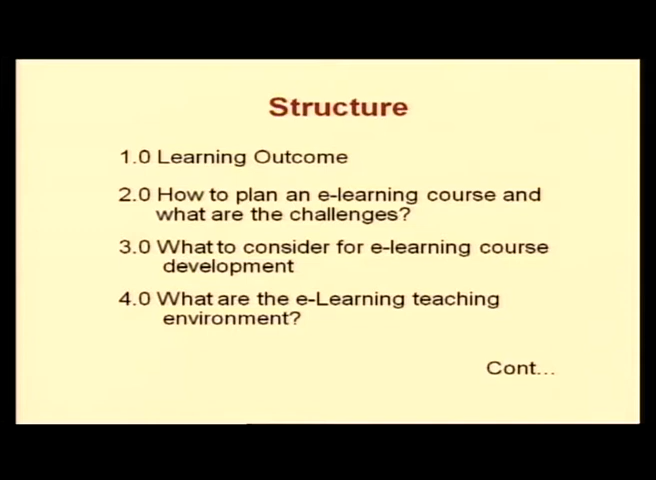 Structure
1.0 Learning Outcome
2.0 How to plan an e-learning course and
what are the challenges?
3.0 What to consider for e-learning course
development
4.0 What are the e-Learning teaching
environment?
Cont...